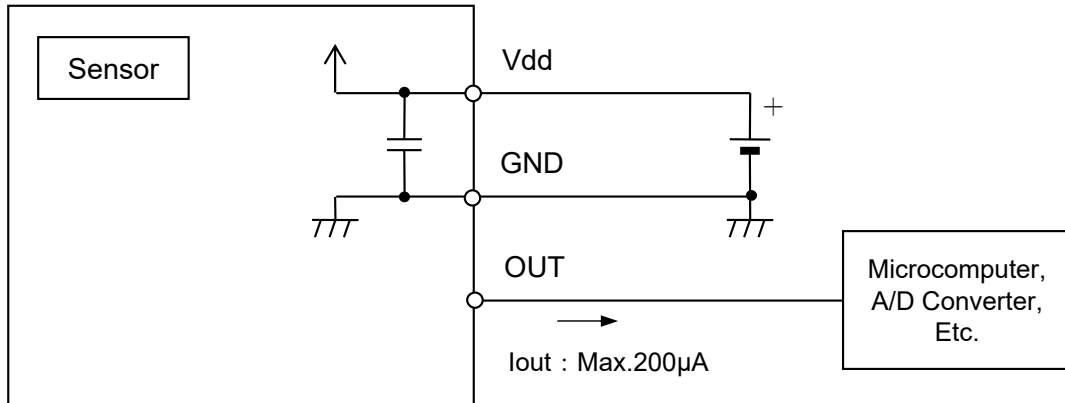 Sensor
Vdd
+
GND
OUT
Microcomputer,
A/D Converter,
Etc.
Iout : Max.200µA